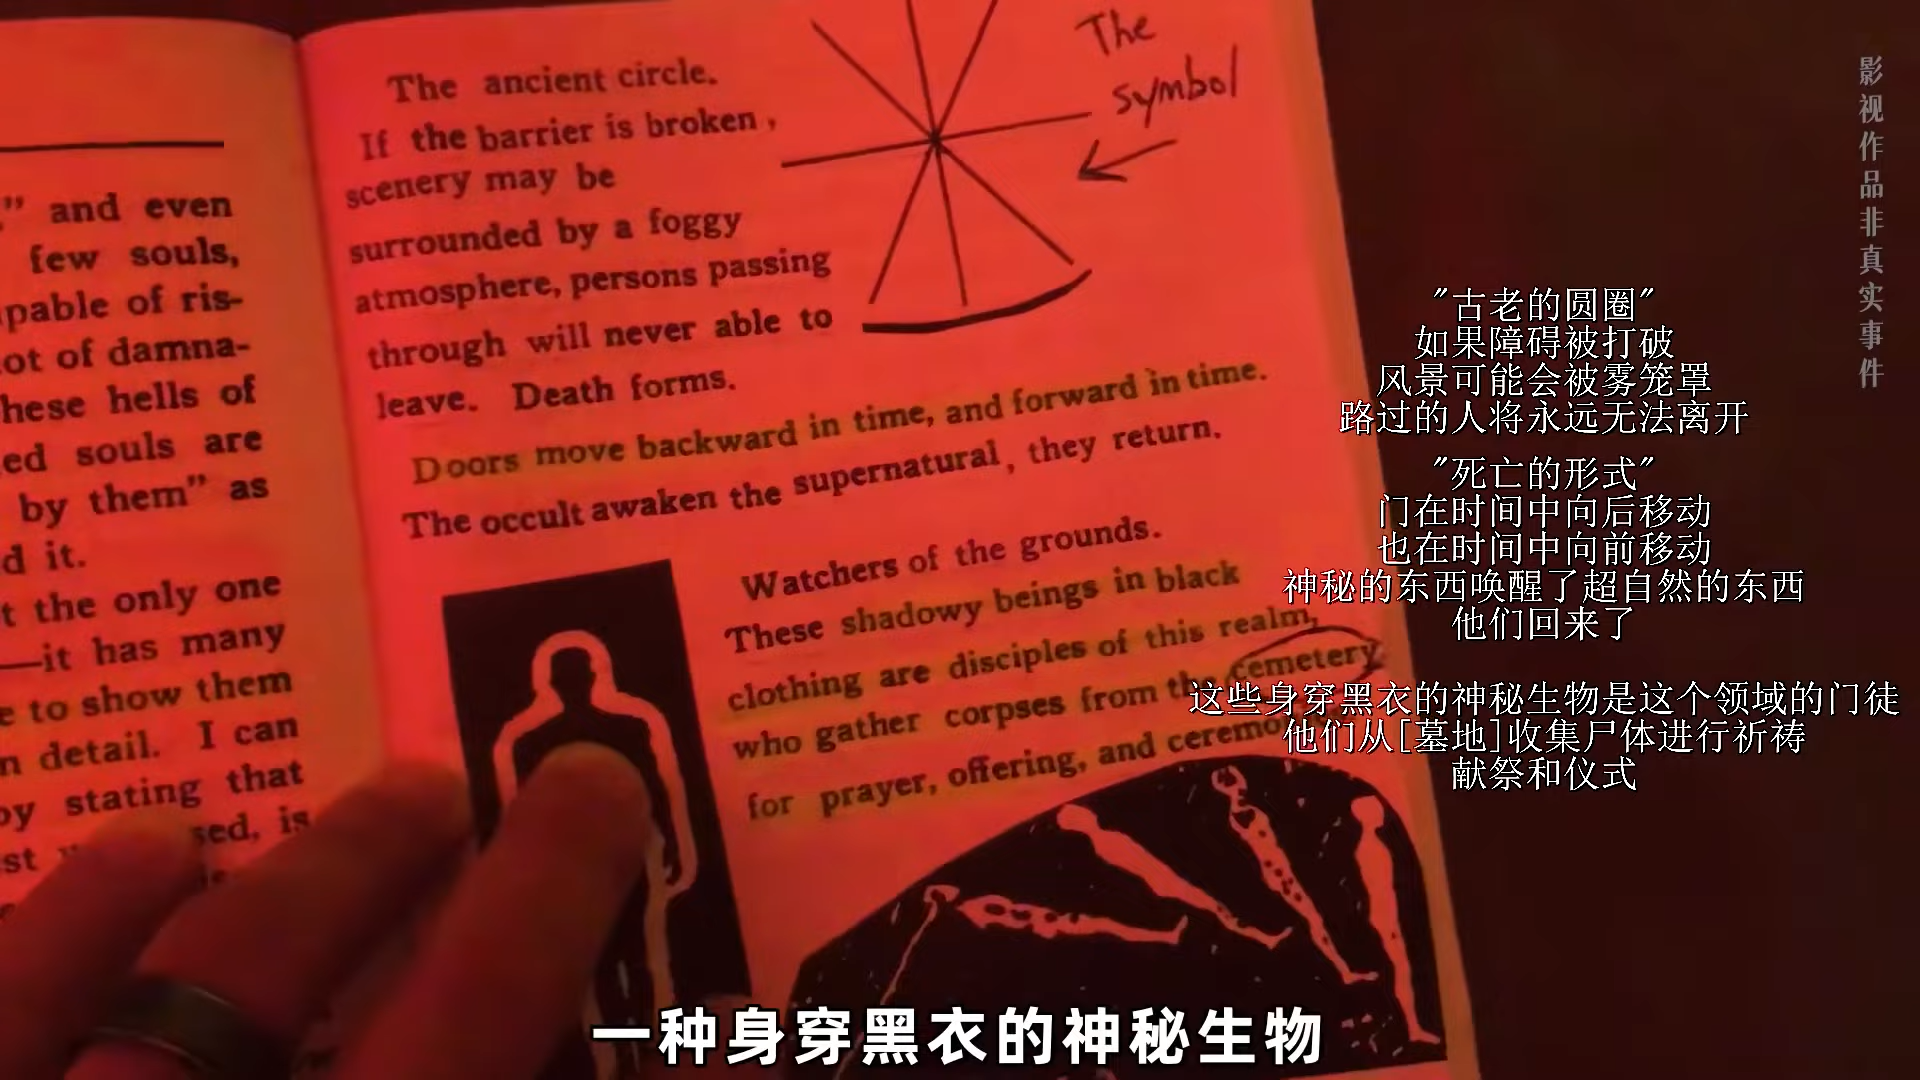 ," and even
few souls,
pable of ris-
ot of damna-
hese hells of
ed souls are
by them" as
d it.
t the only one
—it has many
e to show them
n detail. I can
by stating that
sed, is
The ancient circle.
If the barrier is broken,
scenery may be
surrounded by a foggy
atmosphere, persons passing
through will never able to
leave. Death forms.
Doors move backward in time, and forward in time.
The occult awaken the supernatural, they return.
The
symbol
Watchers of the grounds.
These shadowy beings in black
clothing are disciples of this realm,
who gather corpses from the cemetery
for prayer, offering, and ceremo
影视作品非真实事件
"古老的圆圈"
如果障碍被打破
风景可能会被雾笼罩
路过的人将永远无法离开
"死亡的形式"
门在时间中向后移动
也在时间中向前移动
神秘的东西唤醒了超自然的东西
他们回来了
这些身穿黑衣的神秘生物是这个领域的门徒
他们从[墓地]收集尸体进行祈祷
献祭和仪式
一种身穿黑衣的神秘生物